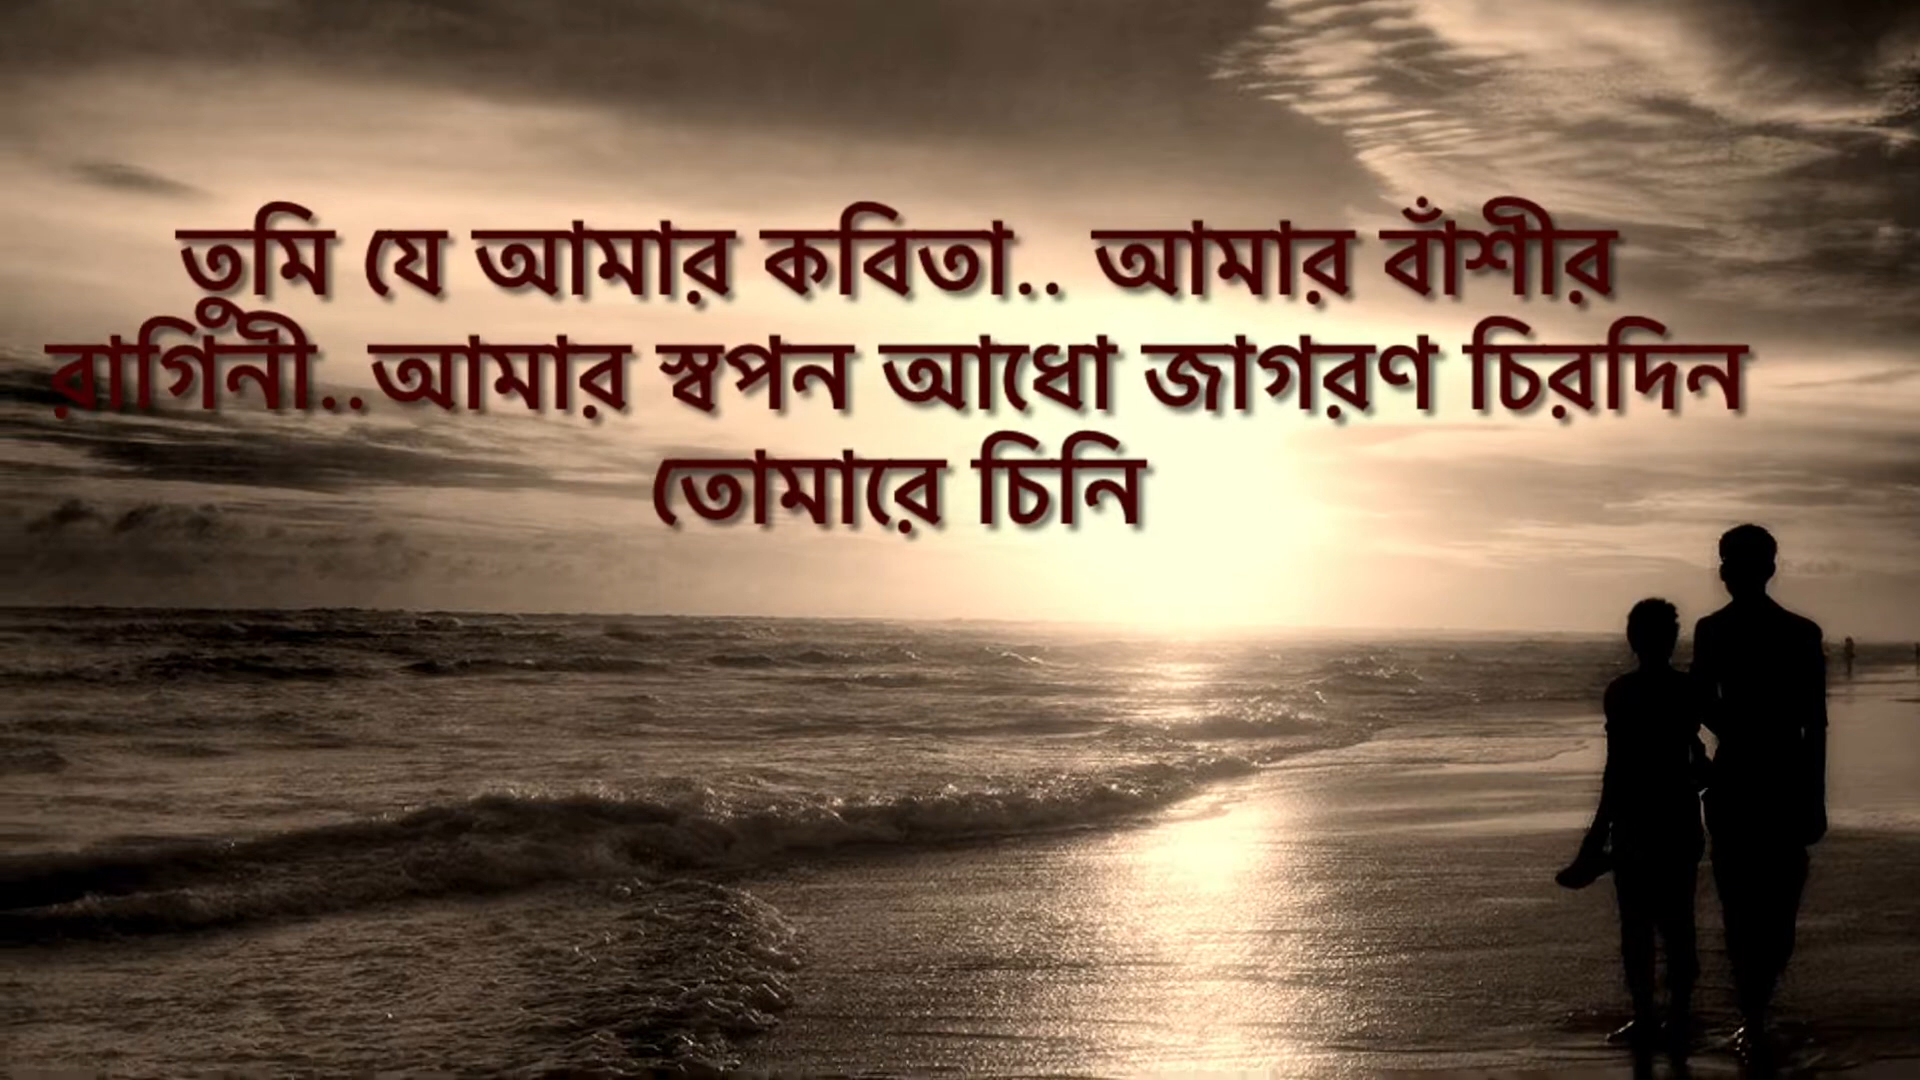 তুমি যে আমার কবিতা.. আমার বাঁশীর
রাগিনী..আমার স্বপন আধো জাগরণ চিরদিন
তোমারে চিনি